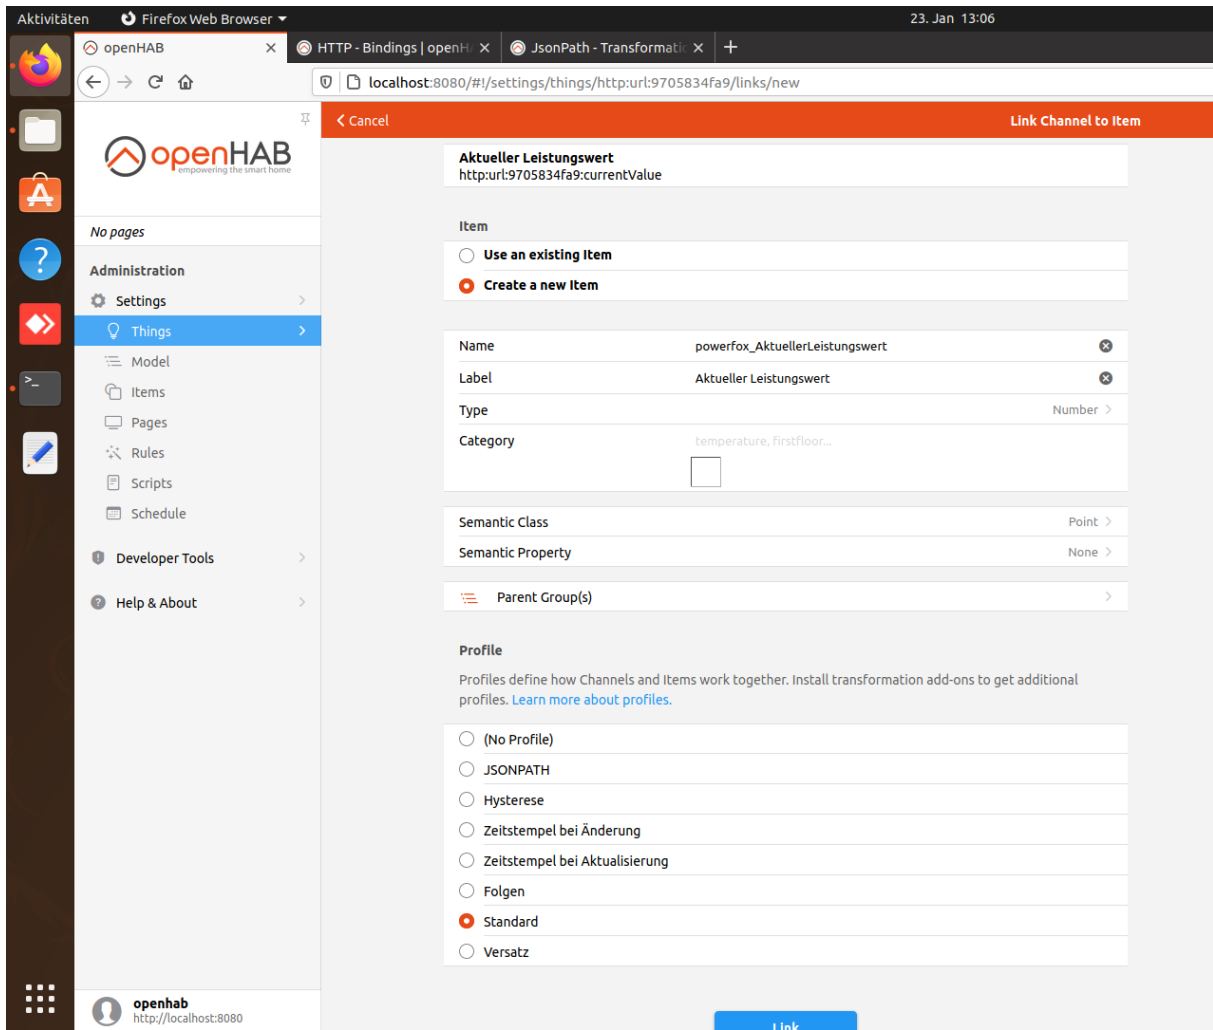 Aktivitäten
Firefox Web Browser
23. Jan 13:06
openHAB
HTTP - Bindings | openH
JsonPath - Transformatic
localhost:8080/#!/settings/things/http:url:9705834fa9/links/new
openHAB
empowering the smart home
No pages
Administration
Settings
Things
Model
Items
Pages
Rules
Scripts
Schedule
Developer Tools
Help & About
openhab
http://localhost:8080
Cancel
Link Channel to Item
Aktueller Leistungswert
http:url:9705834fa9:currentValue
Item
Use an existing Item
Create a new Item
Name powerfox_AktuellerLeistungswert
Label Aktueller Leistungswert
Type Number
Category temperature, firstfloor...
Semantic Class Point
Semantic Property None
Parent Group(s)
Profile
Profiles define how Channels and Items work together. Install transformation add-ons to get additional
profiles. Learn more about profiles.
(No Profile)
JSONPATH
Hysterese
Zeitstempel bei Änderung
Zeitstempel bei Aktualisierung
Folgen
Standard
Versatz
Link